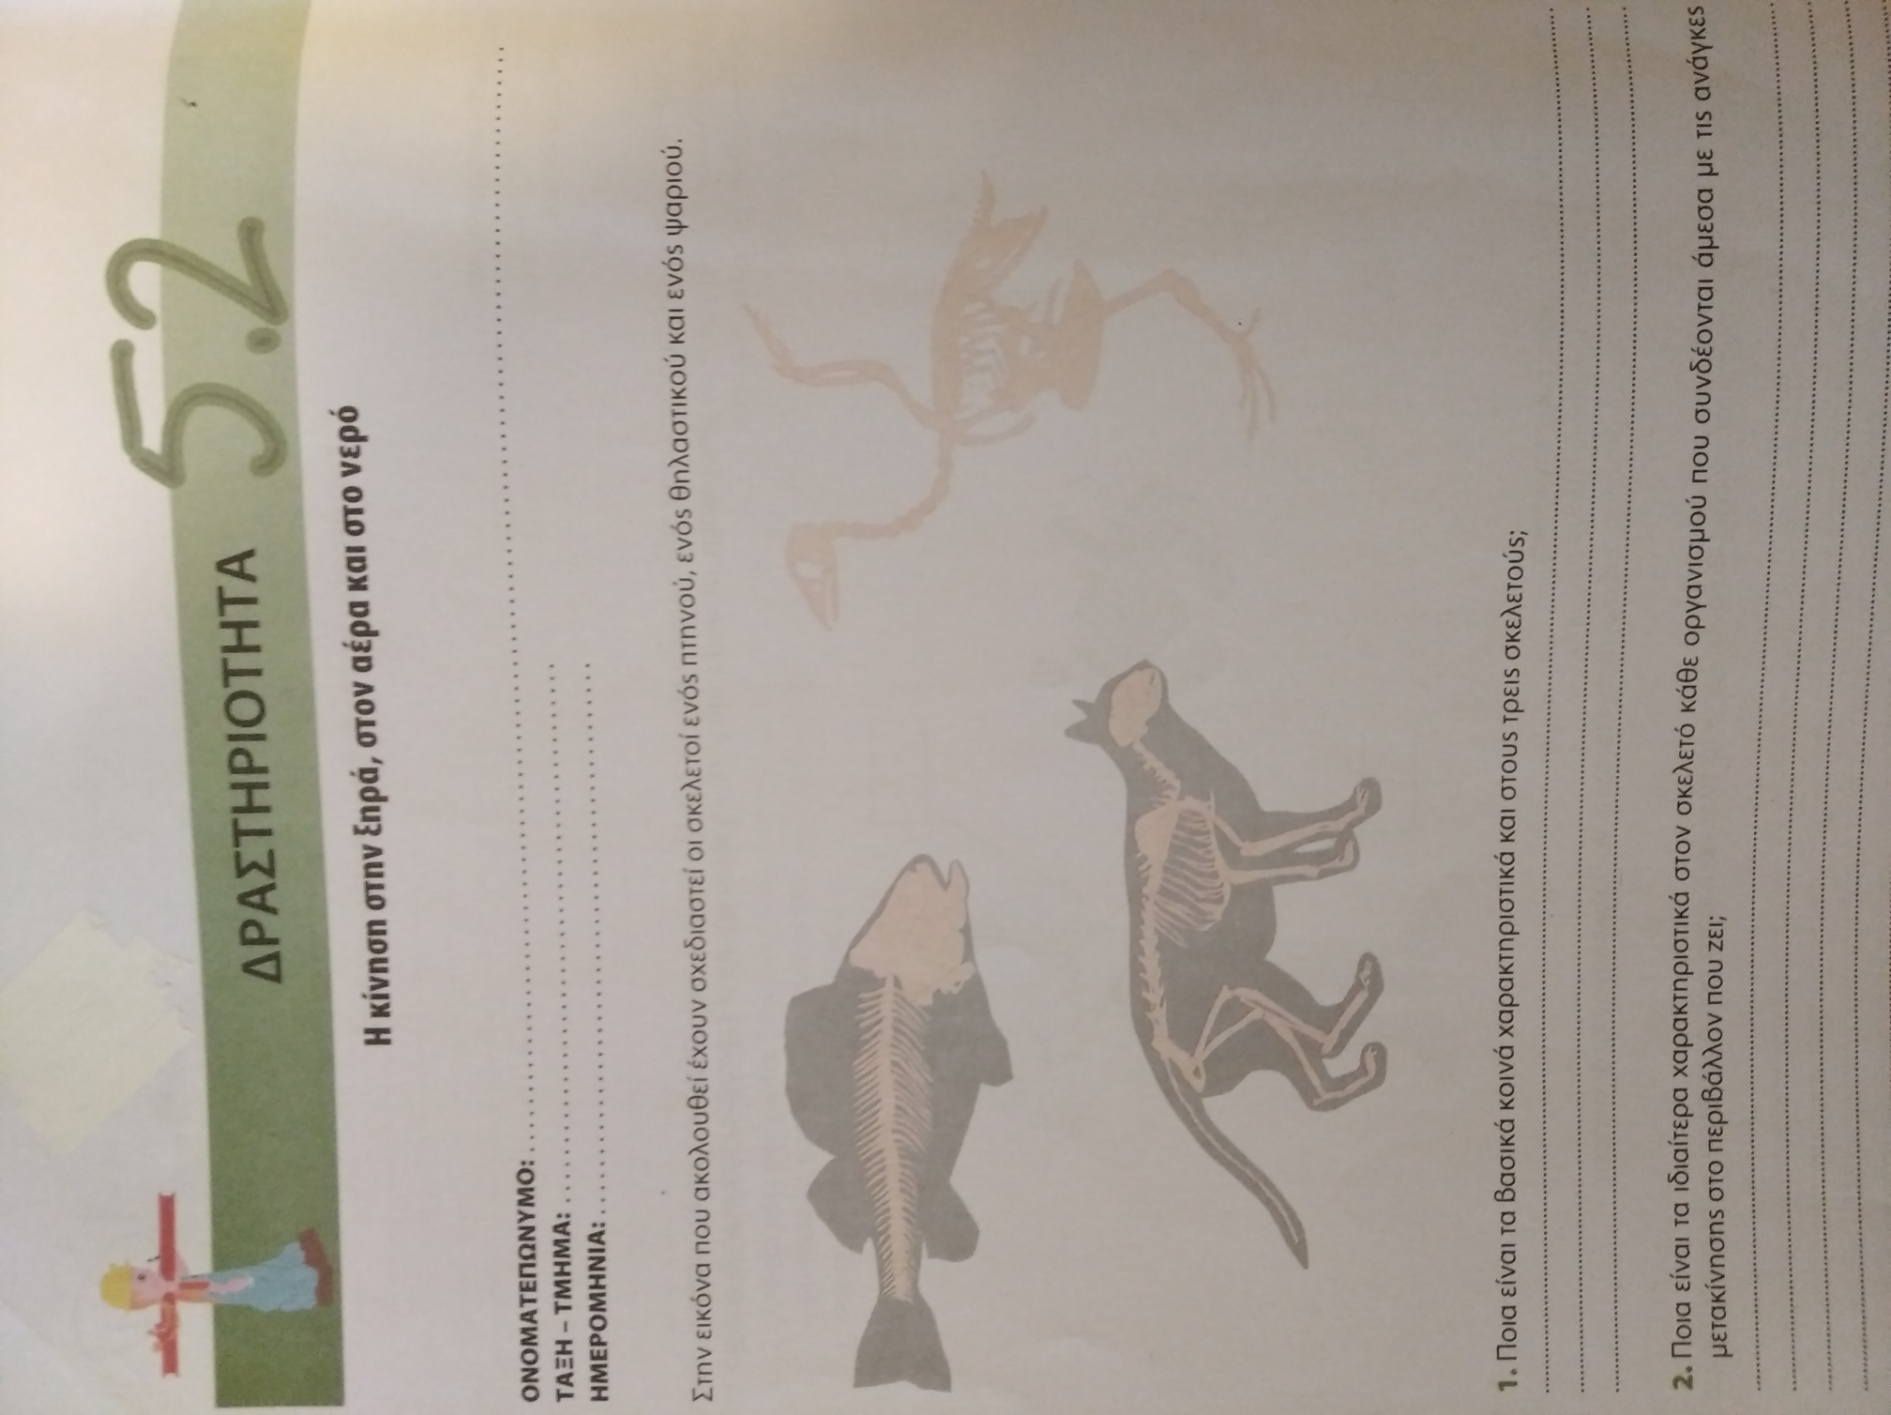 ΔΡΑΣΤΗΡΙΟΤΗΤΑ 5.2
Η κίνηση στην ξηρά, στον αέρα και στο νερό
ΟΝΟΜΑΤΕΠΩΝΥΜΟ:
ΤΑΞΗ – ΤΜΗΜΑ:
ΗΜΕΡΟΜΗΝΙΑ:
Στην εικόνα που ακολουθεί έχουν σχεδιαστεί οι σκελετοί ενός πτηνού, ενός θηλαστικού και ενός ψαριού.
1. Ποια είναι τα βασικά κοινά χαρακτηριστικά και στους τρεις σκελετούς;
2. Ποια είναι τα ιδιαίτερα χαρακτηριστικά στον σκελετό κάθε οργανισμού που συνδέονται άμεσα με τις ανάγκες
μετακίνησης στο περιβάλλον που ζει;